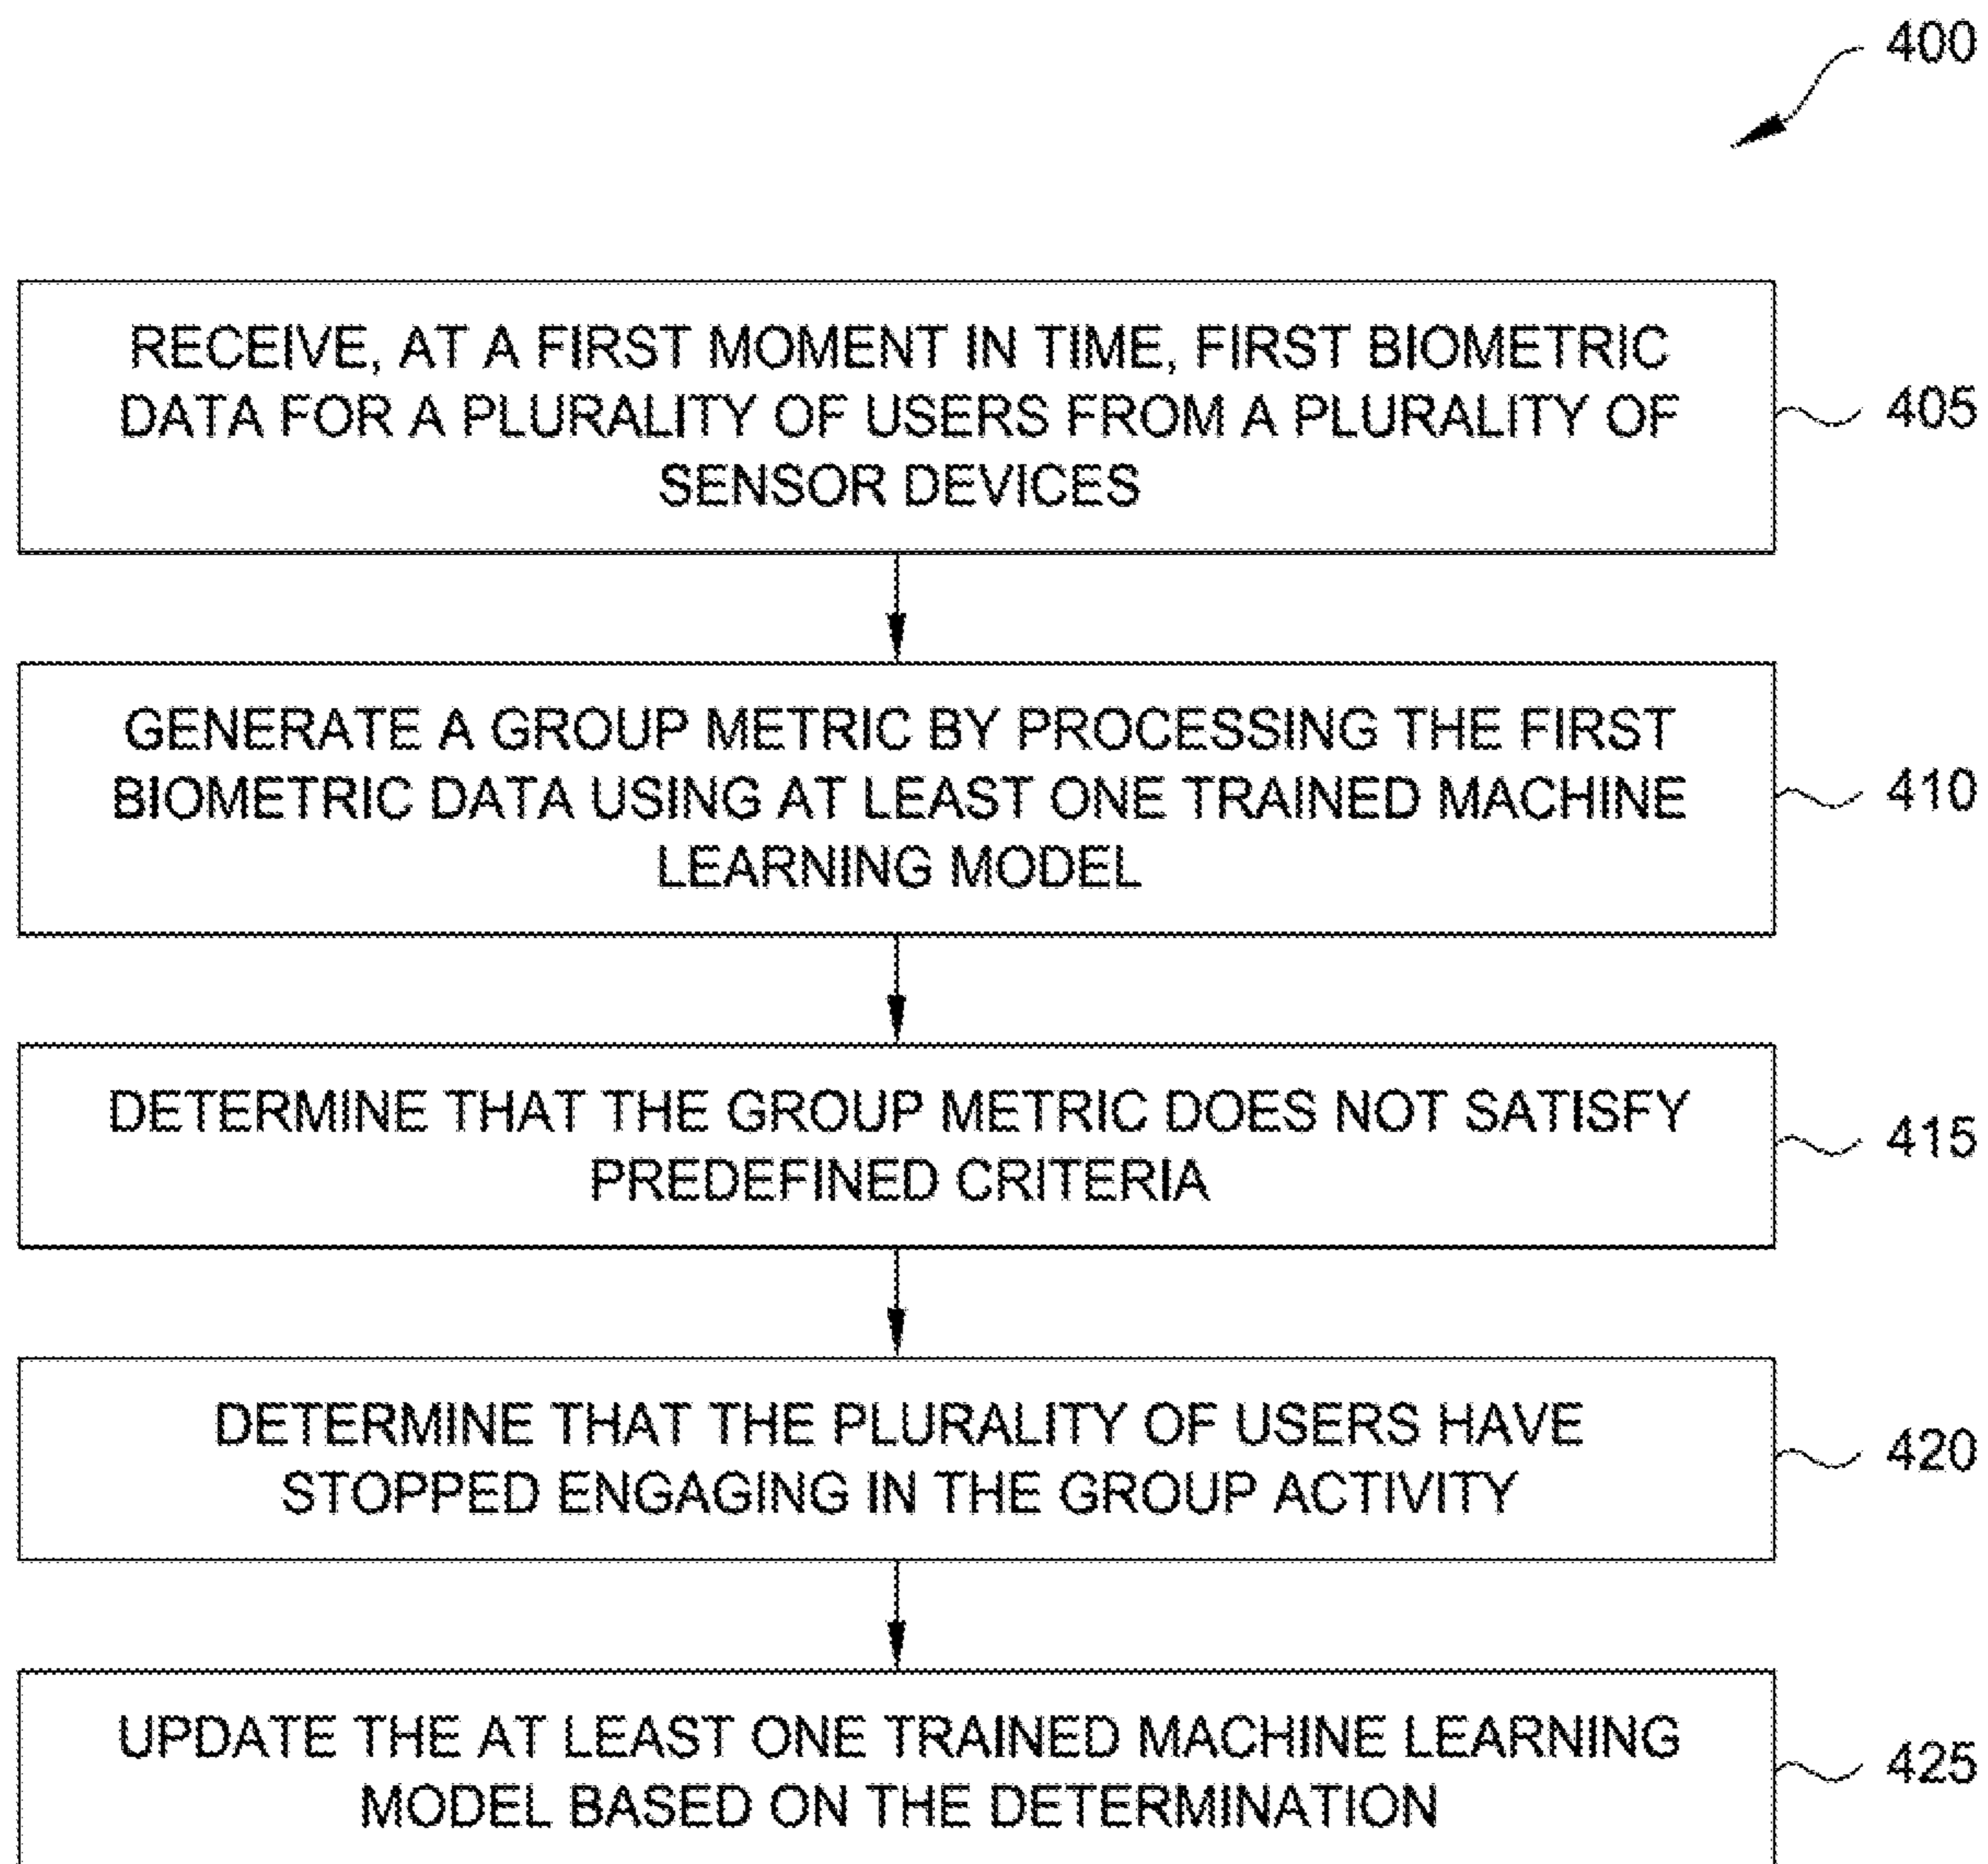 400
RECEIVE, AT A FIRST MOMENT IN TIME, FIRST BIOMETRIC
DATA FOR A PLURALITY OF USERS FROM A PLURALITY OF
SENSOR DEVICES
405
GENERATE A GROUP METRIC BY PROCESSING THE FIRST
BIOMETRIC DATA USING AT LEAST ONE TRAINED MACHINE
LEARNING MODEL
410
DETERMINE THAT THE GROUP METRIC DOES NOT SATISFY
PREDEFINED CRITERIA
415
DETERMINE THAT THE PLURALITY OF USERS HAVE
STOPPED ENGAGING IN THE GROUP ACTIVITY
420
UPDATE THE AT LEAST ONE TRAINED MACHINE LEARNING
MODEL BASED ON THE DETERMINATION
425